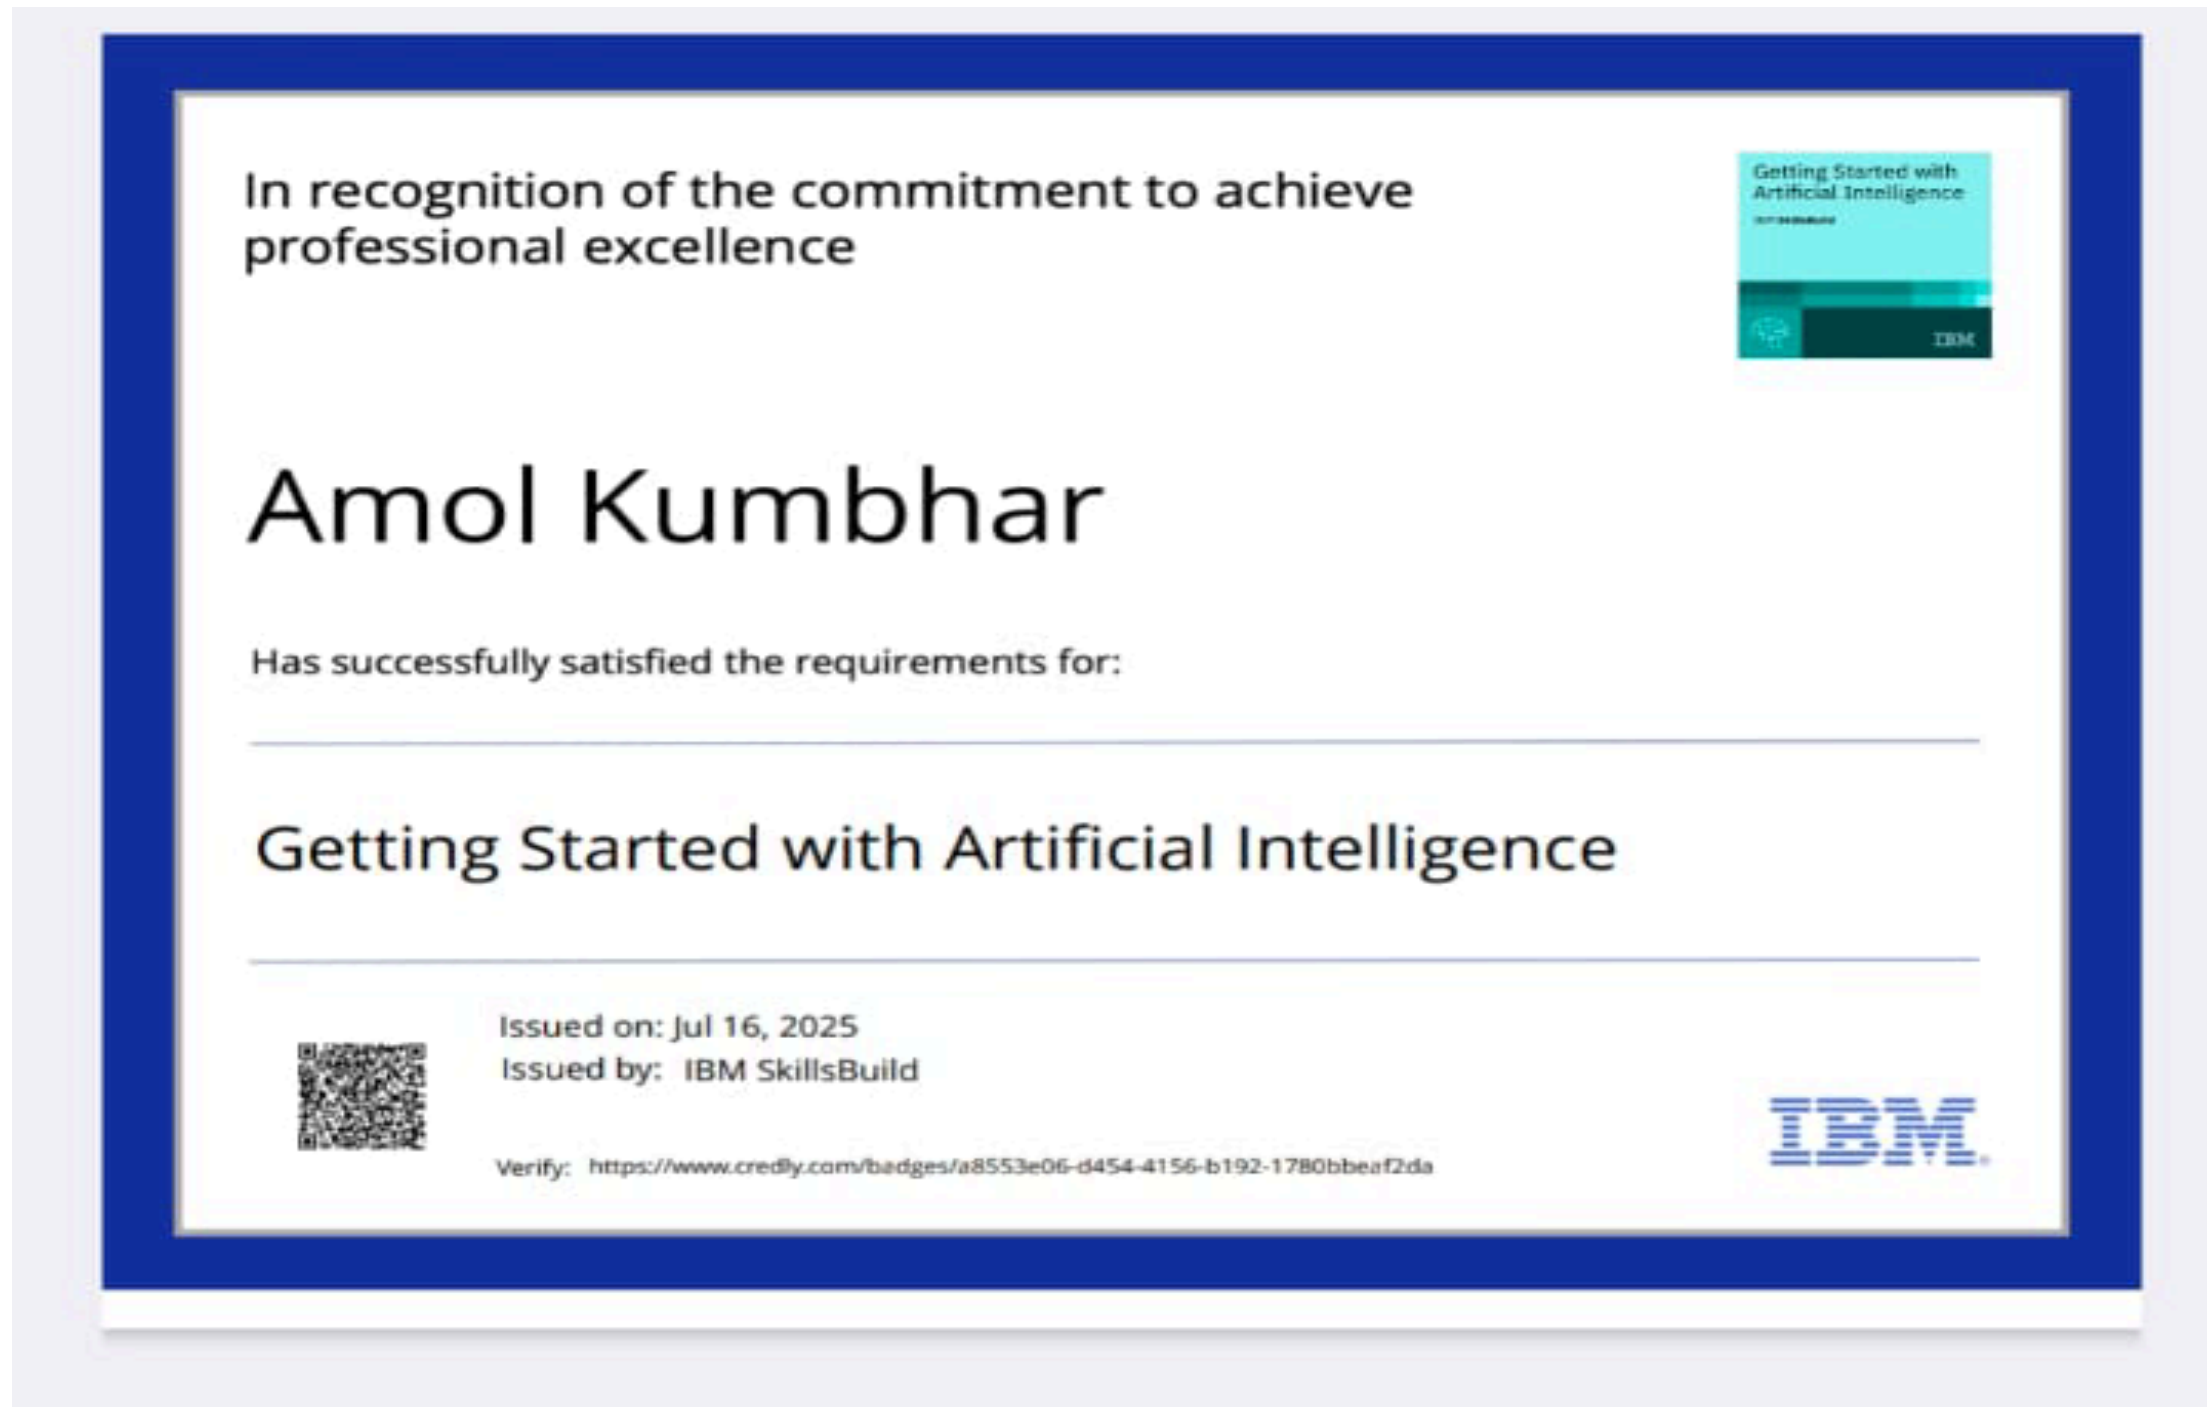 In recognition of the commitment to achieve
professional excellence
Getting Started with
Artificial Intelligence
IBM SkillsBuild
IBM
Amol Kumbhar
Has successfully satisfied the requirements for:
Getting Started with Artificial Intelligence
Issued on: Jul 16, 2025
Issued by: IBM SkillsBuild
Verify: https://www.credly.com/badges/a8553e06-d454-4156-b192-1780bbeaf2da
IBM